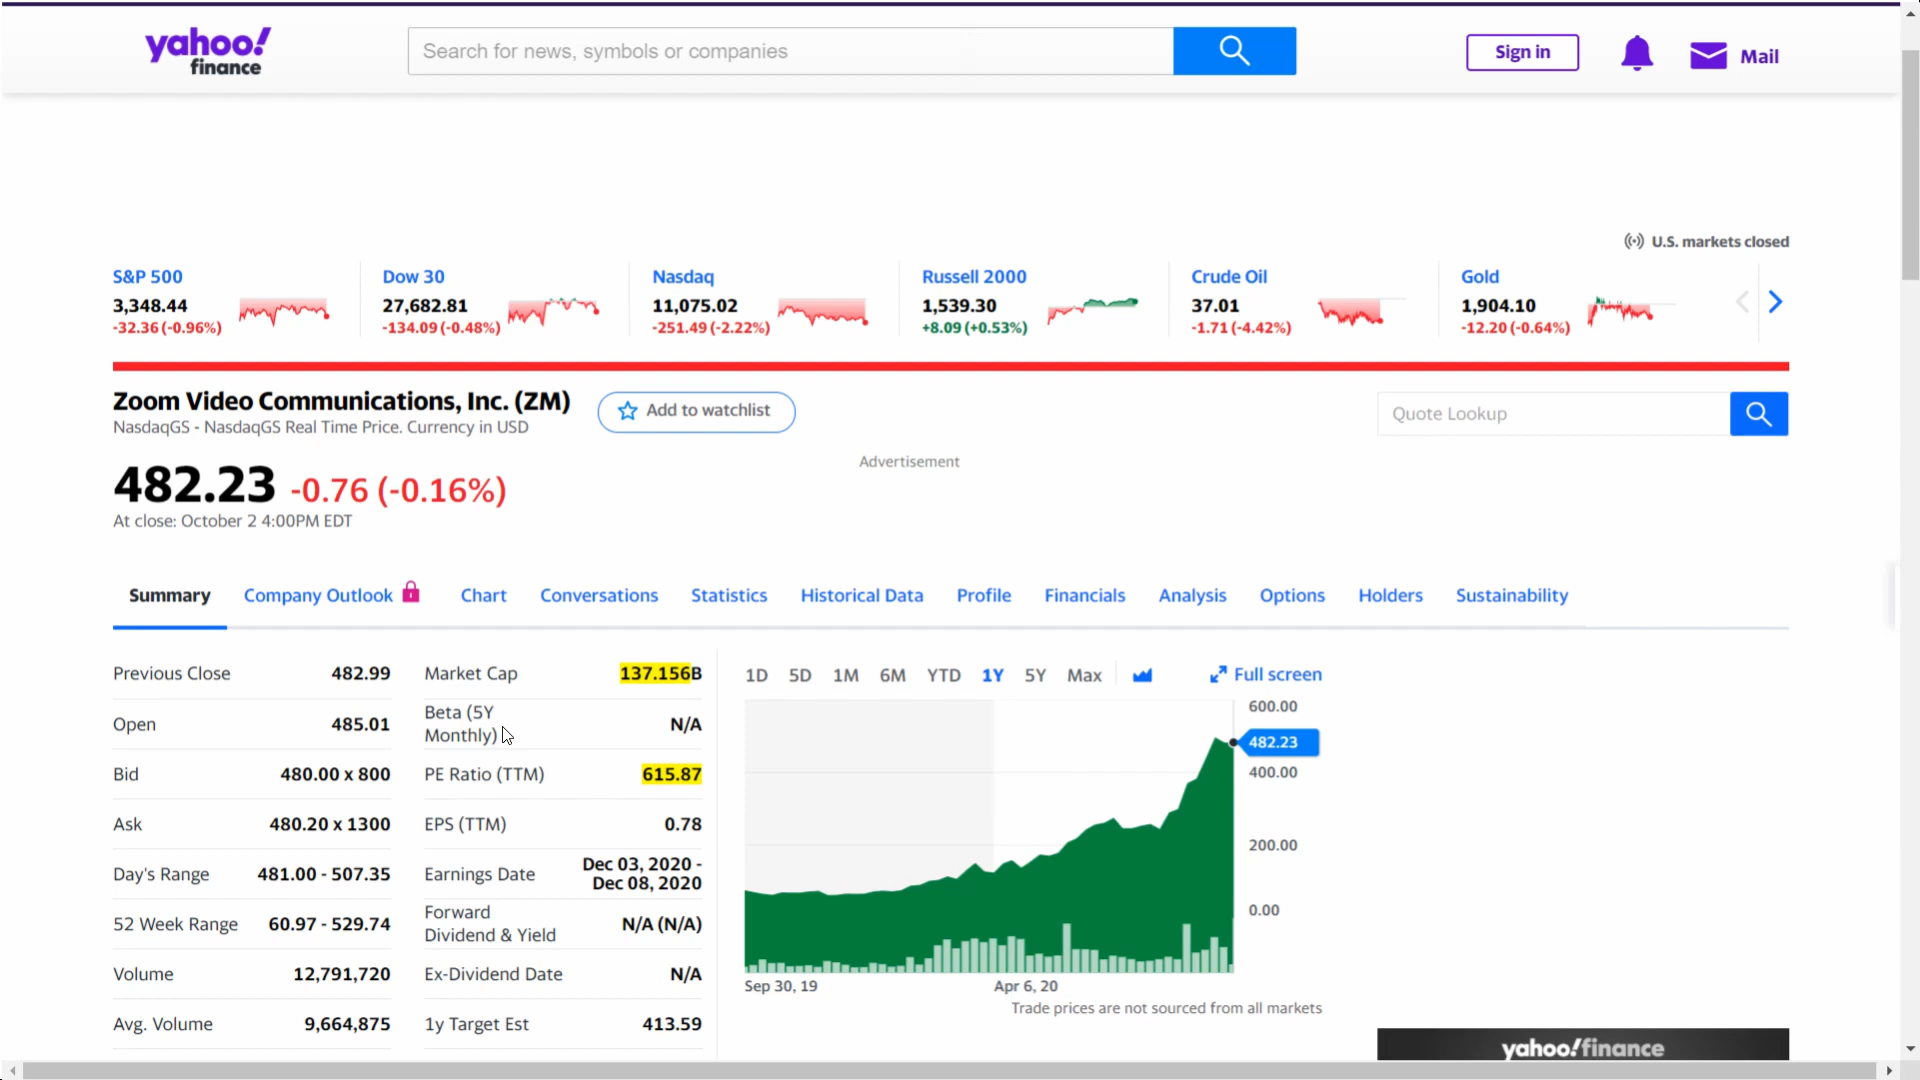 yahoo!
finance
Search for news, symbols or companies
Sign in
Mail
U.S. markets closed
S&P 500
3,348.44
-32.36 (-0.96%)
Dow 30
27,682.81
-134.09 (-0.48%)
Nasdaq
11,075.02
-251.49 (-2.22%)
Russell 2000
1,539.30
+8.09 (+0.53%)
Crude Oil
37.01
-1.71 (-4.42%)
Gold
1,904.10
-12.20 (-0.64%)
Zoom Video Communications, Inc. (ZM)
NasdaqGS - NasdaqGS Real Time Price. Currency in USD
Add to watchlist
Quote Lookup
Advertisement
482.23 -0.76 (-0.16%)
At close: October 2 4:00PM EDT
Summary Company Outlook Chart Conversations Statistics Historical Data Profile Financials Analysis Options Holders Sustainability
Previous Close 482.99
Open 485.01
Bid 480.00 x 800
Ask 480.20 x 1300
Day's Range 481.00 - 507.35
52 Week Range 60.97 - 529.74
Volume 12,791,720
Avg. Volume 9,664,875
Market Cap 137.156B
Beta (5Y
Monthly) N/A
PE Ratio (TTM) 615.87
EPS (TTM) 0.78
Earnings Date Dec 03, 2020 -
Dec 08, 2020
Forward
Dividend & Yield N/A (N/A)
Ex-Dividend Date N/A
1y Target Est 413.59
1D 5D 1M 6M YTD 1Y 5Y Max Full screen
600.00
482.23
400.00
200.00
0.00
Sep 30, 19 Apr 6, 20
Trade prices are not sourced from all markets
yahoo!finance